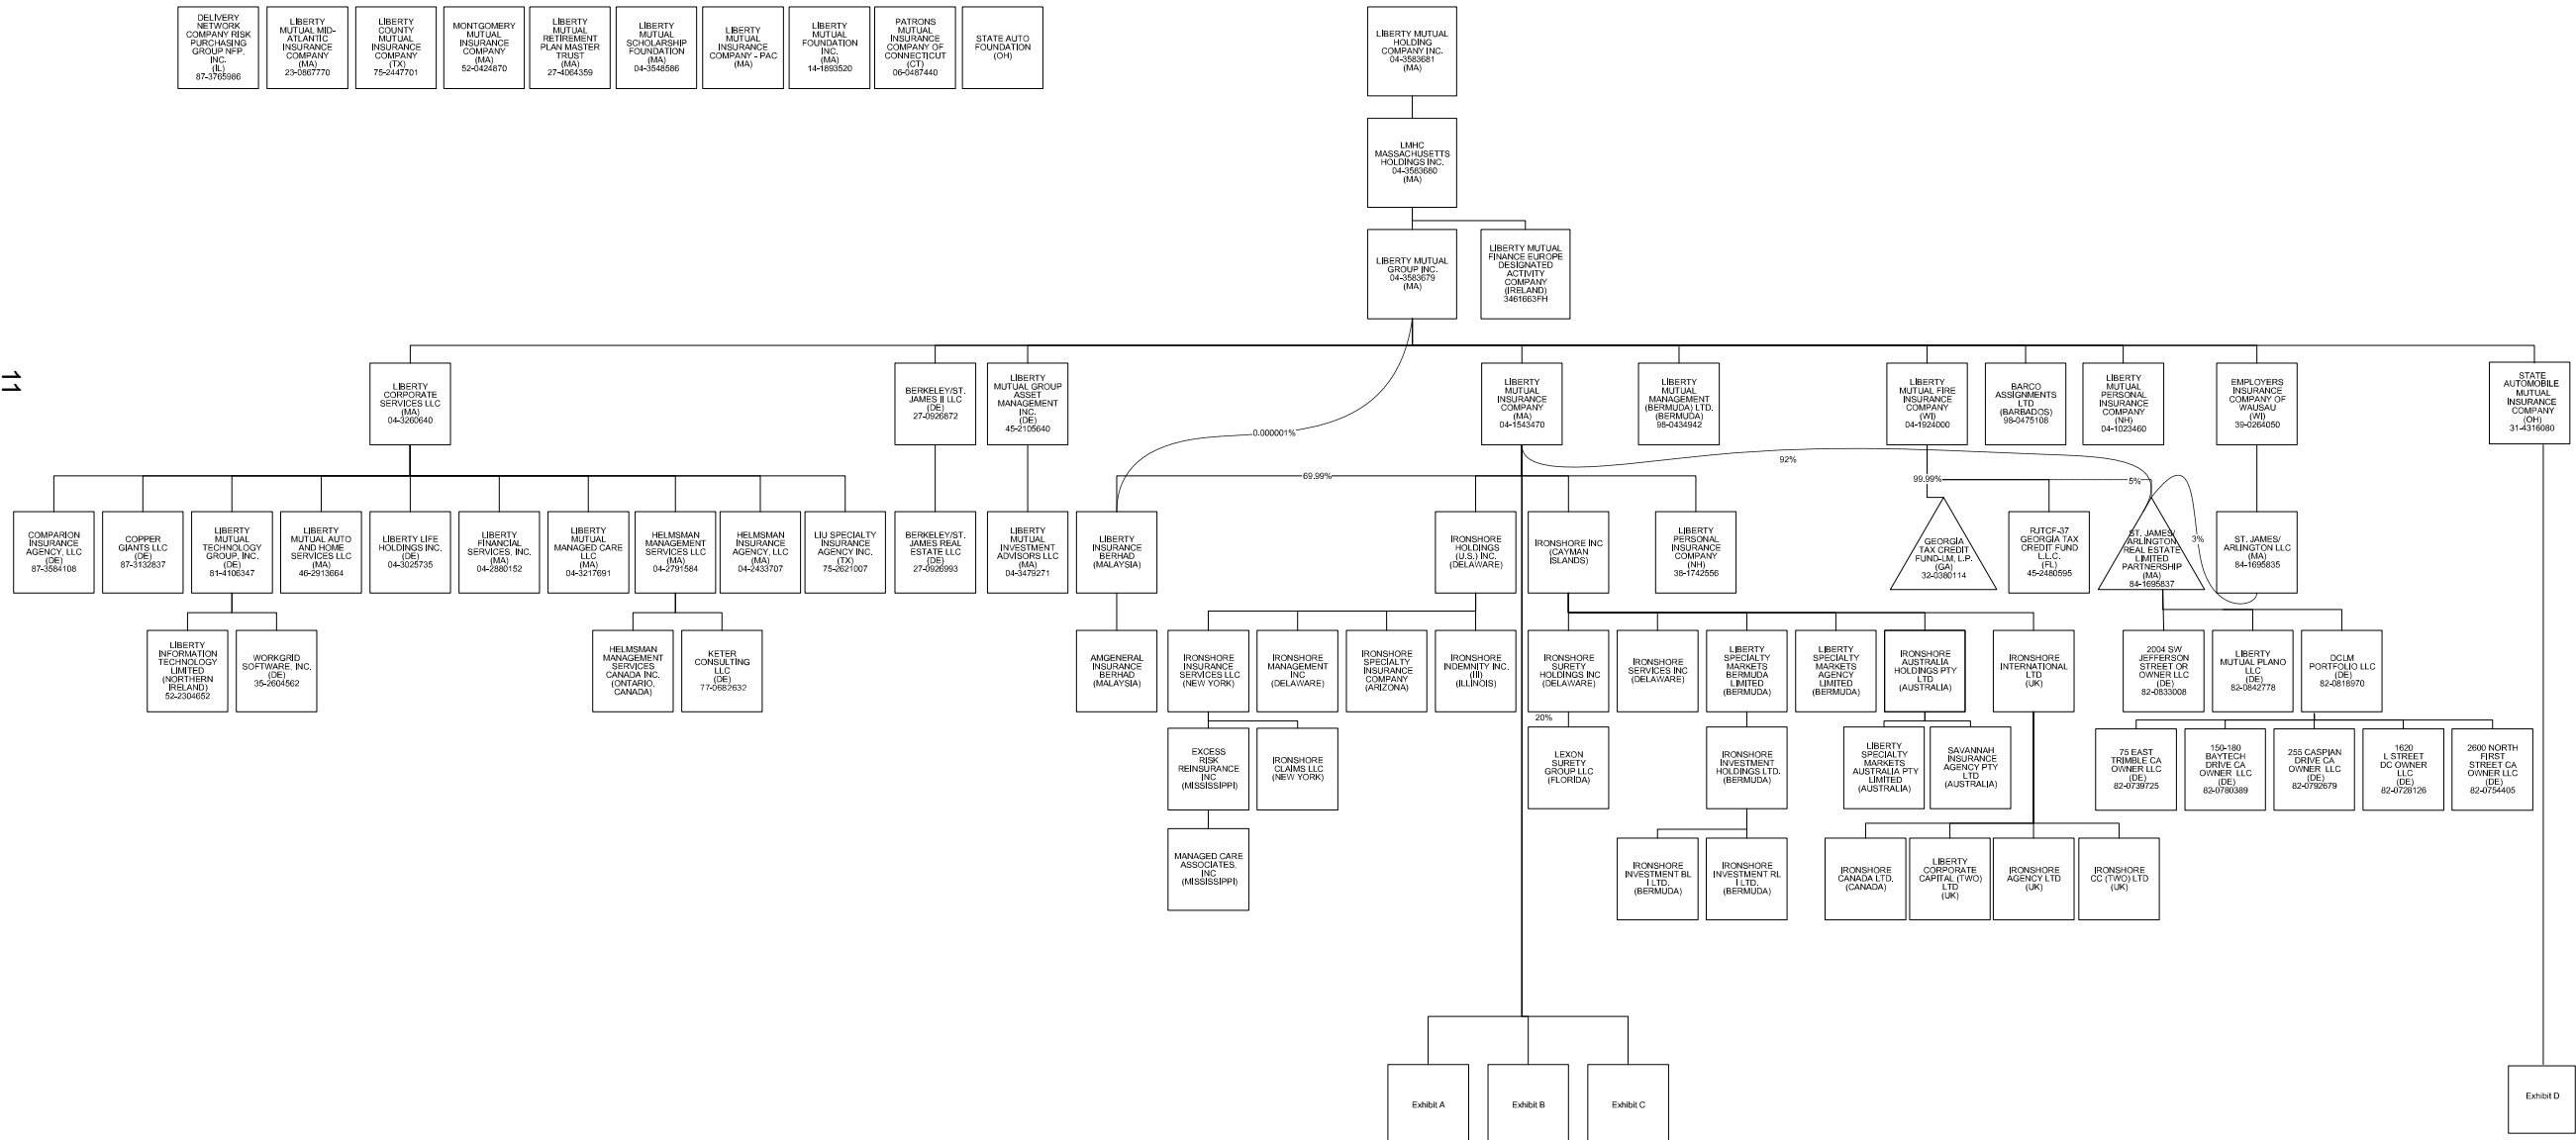 DELIVERY
NETWORK
COMPANY RISK
PURCHASING
GROUP NFP,
INC.
(IL)
87-3765986
LIBERTY
MUTUAL MID-
ATLANTIC
INSURANCE
COMPANY
(MA)
23-0867770
LIBERTY
COUNTY
MUTUAL
INSURANCE
COMPANY
(TX)
75-2447701
MONTGOMERY
MUTUAL
INSURANCE
COMPANY
(MA)
52-0424870
LIBERTY
MUTUAL
RETIREMENT
PLAN MASTER
TRUST
(MA)
27-4064359
LIBERTY
MUTUAL
SCHOLARSHIP
FOUNDATION
(MA)
04-3548586
LIBERTY
MUTUAL
INSURANCE
COMPANY - PAC
(MA)
LIBERTY
MUTUAL
FOUNDATION
INC.
(MA)
14-1893520
PATRONS
MUTUAL
INSURANCE
COMPANY OF
CONNECTICUT
(CT)
06-0487440
STATE AUTO
FOUNDATION
(OH)
LIBERTY MUTUAL
HOLDING
COMPANY INC.
04-3583681
(MA)
LMHC
MASSACHUSETTS
HOLDINGS INC.
04-3583680
(MA)
LIBERTY MUTUAL
GROUP INC.
04-3583679
(MA)
LIBERTY MUTUAL
FINANCE EUROPE
DESIGNATED
ACTIVITY
COMPANY
(IRELAND)
3461663FH
11
LIBERTY
CORPORATE
SERVICES LLC
(MA)
04-3260640
BERKELEY/ST.
JAMES II LLC
(DE)
27-0926872
LIBERTY
MUTUAL GROUP
ASSET
MANAGEMENT
INC.
(DE)
45-2105640
LIBERTY
MUTUAL
INSURANCE
COMPANY
(MA)
04-1543470
LIBERTY
MUTUAL
MANAGEMENT
(BERMUDA) LTD.
(BERMUDA)
98-0434942
LIBERTY
MUTUAL FIRE
INSURANCE
COMPANY
(WI)
04-1924000
BARCO
ASSIGNMENTS
LTD
(BARBADOS)
98-0475108
LIBERTY
MUTUAL
PERSONAL
INSURANCE
COMPANY
(NH)
04-1023460
EMPLOYERS
INSURANCE
COMPANY OF
WAUSAU
(WI)
39-0264050
STATE
AUTOMOBILE
MUTUAL
INSURANCE
COMPANY
(OH)
31-4316080
0.000001%
92%
69.99%
99.99%
5%
3%
COMPARION
INSURANCE
AGENCY, LLC
(DE)
87-3584108
COPPER
GIANTS LLC
(DE)
87-3132837
LIBERTY
MUTUAL
TECHNOLOGY
GROUP, INC.
(DE)
81-4106347
LIBERTY
MUTUAL AUTO
AND HOME
SERVICES LLC
(MA)
46-2913664
LIBERTY LIFE
HOLDINGS INC.
(DE)
04-3025735
LIBERTY
FINANCIAL
SERVICES, INC.
(MA)
04-2880152
LIBERTY
MUTUAL
MANAGED CARE
LLC
(MA)
04-3217691
HELMSMAN
MANAGEMENT
SERVICES LLC
(MA)
04-2791584
HELMSMAN
INSURANCE
AGENCY, LLC
(MA)
04-2433707
LIU SPECIALTY
INSURANCE
AGENCY INC.
(TX)
75-2621007
BERKELEY/ST.
JAMES REAL
ESTATE LLC
(DE)
27-0926993
LIBERTY
MUTUAL
INVESTMENT
ADVISORS LLC
(MA)
04-3479271
LIBERTY
INSURANCE
BERHAD
(MALAYSIA)
IRONSHORE
HOLDINGS
(U.S.) INC.
(DELAWARE)
IRONSHORE INC
(CAYMAN
ISLANDS)
LIBERTY
PERSONAL
INSURANCE
COMPANY
(NH)
38-1742556
GEORGIA
TAX CREDIT
FUND-LM, L.P.
(GA)
32-0380114
RJTCF-37
GEORGIA TAX
CREDIT FUND
L.L.C.
(FL)
45-2480595
ST. JAMES/
ARLINGTON
REAL ESTATE
LIMITED
PARTNERSHIP
(MA)
84-1695837
ST. JAMES/
ARLINGTON LLC
(MA)
84-1695835
LIBERTY
INFORMATION
TECHNOLOGY
LIMITED
(NORTHERN
IRELAND)
52-2304652
WORKGRID
SOFTWARE, INC.
(DE)
35-2604562
HELMSMAN
MANAGEMENT
SERVICES
CANADA INC.
(ONTARIO,
CANADA)
KETER
CONSULTING
LLC
(DE)
77-0682632
AMGENERAL
INSURANCE
BERHAD
(MALAYSIA)
IRONSHORE
INSURANCE
SERVICES LLC
(NEW YORK)
IRONSHORE
MANAGEMENT
INC
(DELAWARE)
IRONSHORE
SPECIALTY
INSURANCE
COMPANY
(ARIZONA)
IRONSHORE
INDEMNITY INC.
(III)
(ILLINOIS)
IRONSHORE
SURETY
HOLDINGS INC
(DELAWARE)
IRONSHORE
SERVICES INC
(DELAWARE)
LIBERTY
SPECIALTY
MARKETS
BERMUDA
LIMITED
(BERMUDA)
LIBERTY
SPECIALTY
MARKETS
AGENCY
LIMITED
(BERMUDA)
IRONSHORE
AUSTRALIA
HOLDINGS PTY
LTD
(AUSTRALIA)
IRONSHORE
INTERNATIONAL
LTD
(UK)
2004 SW
JEFFERSON
STREET OR
OWNER LLC
(DE)
82-0833008
LIBERTY
MUTUAL PLANO
LLC
(DE)
82-0842778
DCLM
PORTFOLIO LLC
(DE)
82-0818970
20%
EXCESS
RISK
REINSURANCE
INC
(MISSISSIPPI)
IRONSHORE
CLAIMS LLC
(NEW YORK)
LEXON
SURETY
GROUP LLC
(FLORIDA)
IRONSHORE
INVESTMENT
HOLDINGS LTD.
(BERMUDA)
LIBERTY
SPECIALTY
MARKETS
AUSTRALIA PTY
LIMITED
(AUSTRALIA)
SAVANNAH
INSURANCE
AGENCY PTY
LTD
(AUSTRALIA)
75 EAST
TRIMBLE CA
OWNER LLC
(DE)
82-0739725
150-180
BAYTECH
DRIVE CA
OWNER LLC
(DE)
82-0780389
255 CASPIAN
DRIVE CA
OWNER LLC
(DE)
82-0792679
1620
L STREET
DC OWNER
LLC
(DE)
82-0728126
2600 NORTH
FIRST
STREET CA
OWNER LLC
(DE)
82-0754405
MANAGED CARE
ASSOCIATES,
INC
(MISSISSIPPI)
IRONSHORE
INVESTMENT BL
I LTD.
(BERMUDA)
IRONSHORE
INVESTMENT RL
I LTD.
(BERMUDA)
IRONSHORE
CANADA LTD.
(CANADA)
LIBERTY
CORPORATE
CAPITAL (TWO)
LTD
(UK)
IRONSHORE
AGENCY LTD
(UK)
IRONSHORE
CC (TWO) LTD
(UK)
Exhibit A
Exhibit B
Exhibit C
Exhibit D